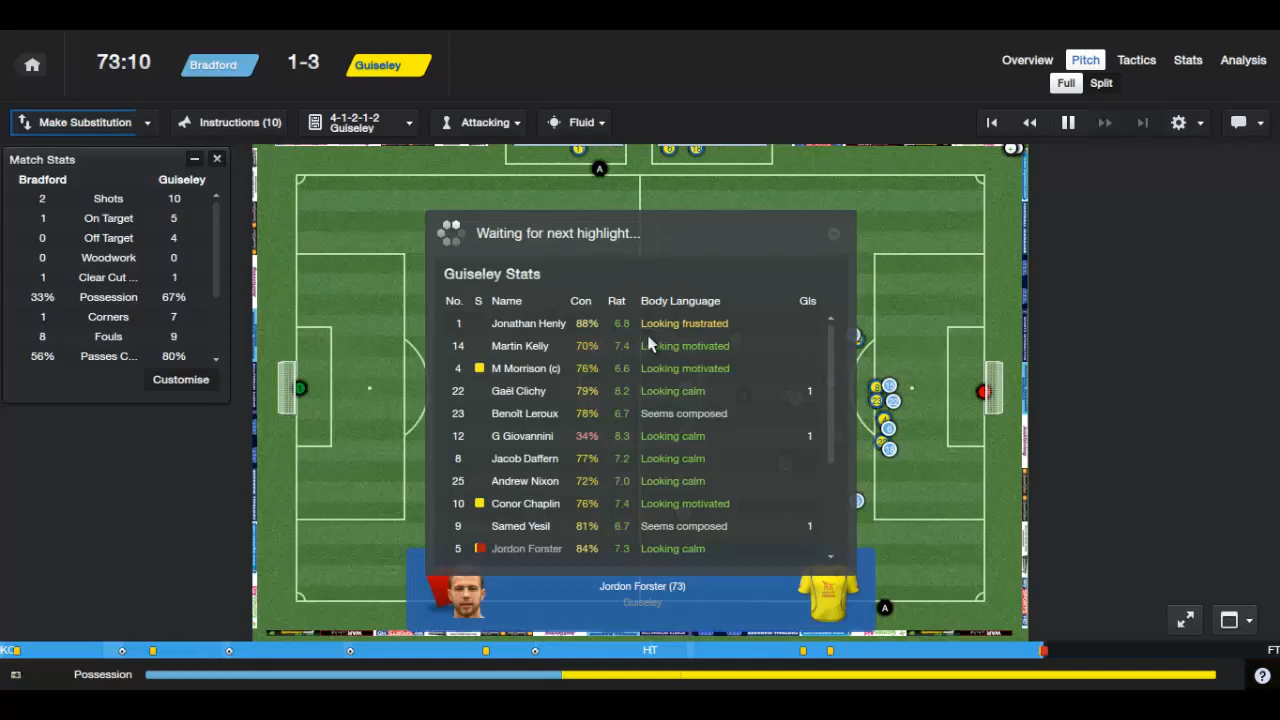 73:10 Bradford 1-3 Guiseley
Overview Pitch Tactics Stats Analysis
Full Split
Make Substitution Instructions (10) 4-1-2-1-2 Guiseley Attacking Fluid
Match Stats
Bradford Guiseley
2 Shots 10
1 On Target 5
0 Off Target 4
0 Woodwork 0
1 Clear Cut ... 1
33% Possession 67%
1 Corners 7
8 Fouls 9
56% Passes C... 80%
Customise
Waiting for next highlight...
Guiseley Stats
No. S Name Con Rat Body Language Gls
1 Jonathan Henly 88% 6.8 Looking frustrated
14 Martin Kelly 70% 7.4 Looking motivated
4 M Morrison (c) 76% 6.6 Looking motivated
22 Gaël Clichy 79% 8.2 Looking calm 1
23 Benoît Leroux 78% 6.7 Seems composed
12 G Giovannini 34% 8.3 Looking calm 1
8 Jacob Daffern 77% 7.2 Looking calm
25 Andrew Nixon 72% 7.0 Looking calm
10 Conor Chaplin 76% 7.4 Looking motivated
9 Samed Yesil 81% 6.7 Seems composed 1
5 Jordon Forster 84% 7.3 Looking calm
Jordon Forster (73)
Guiseley
A
A
KO HT FT
Possession